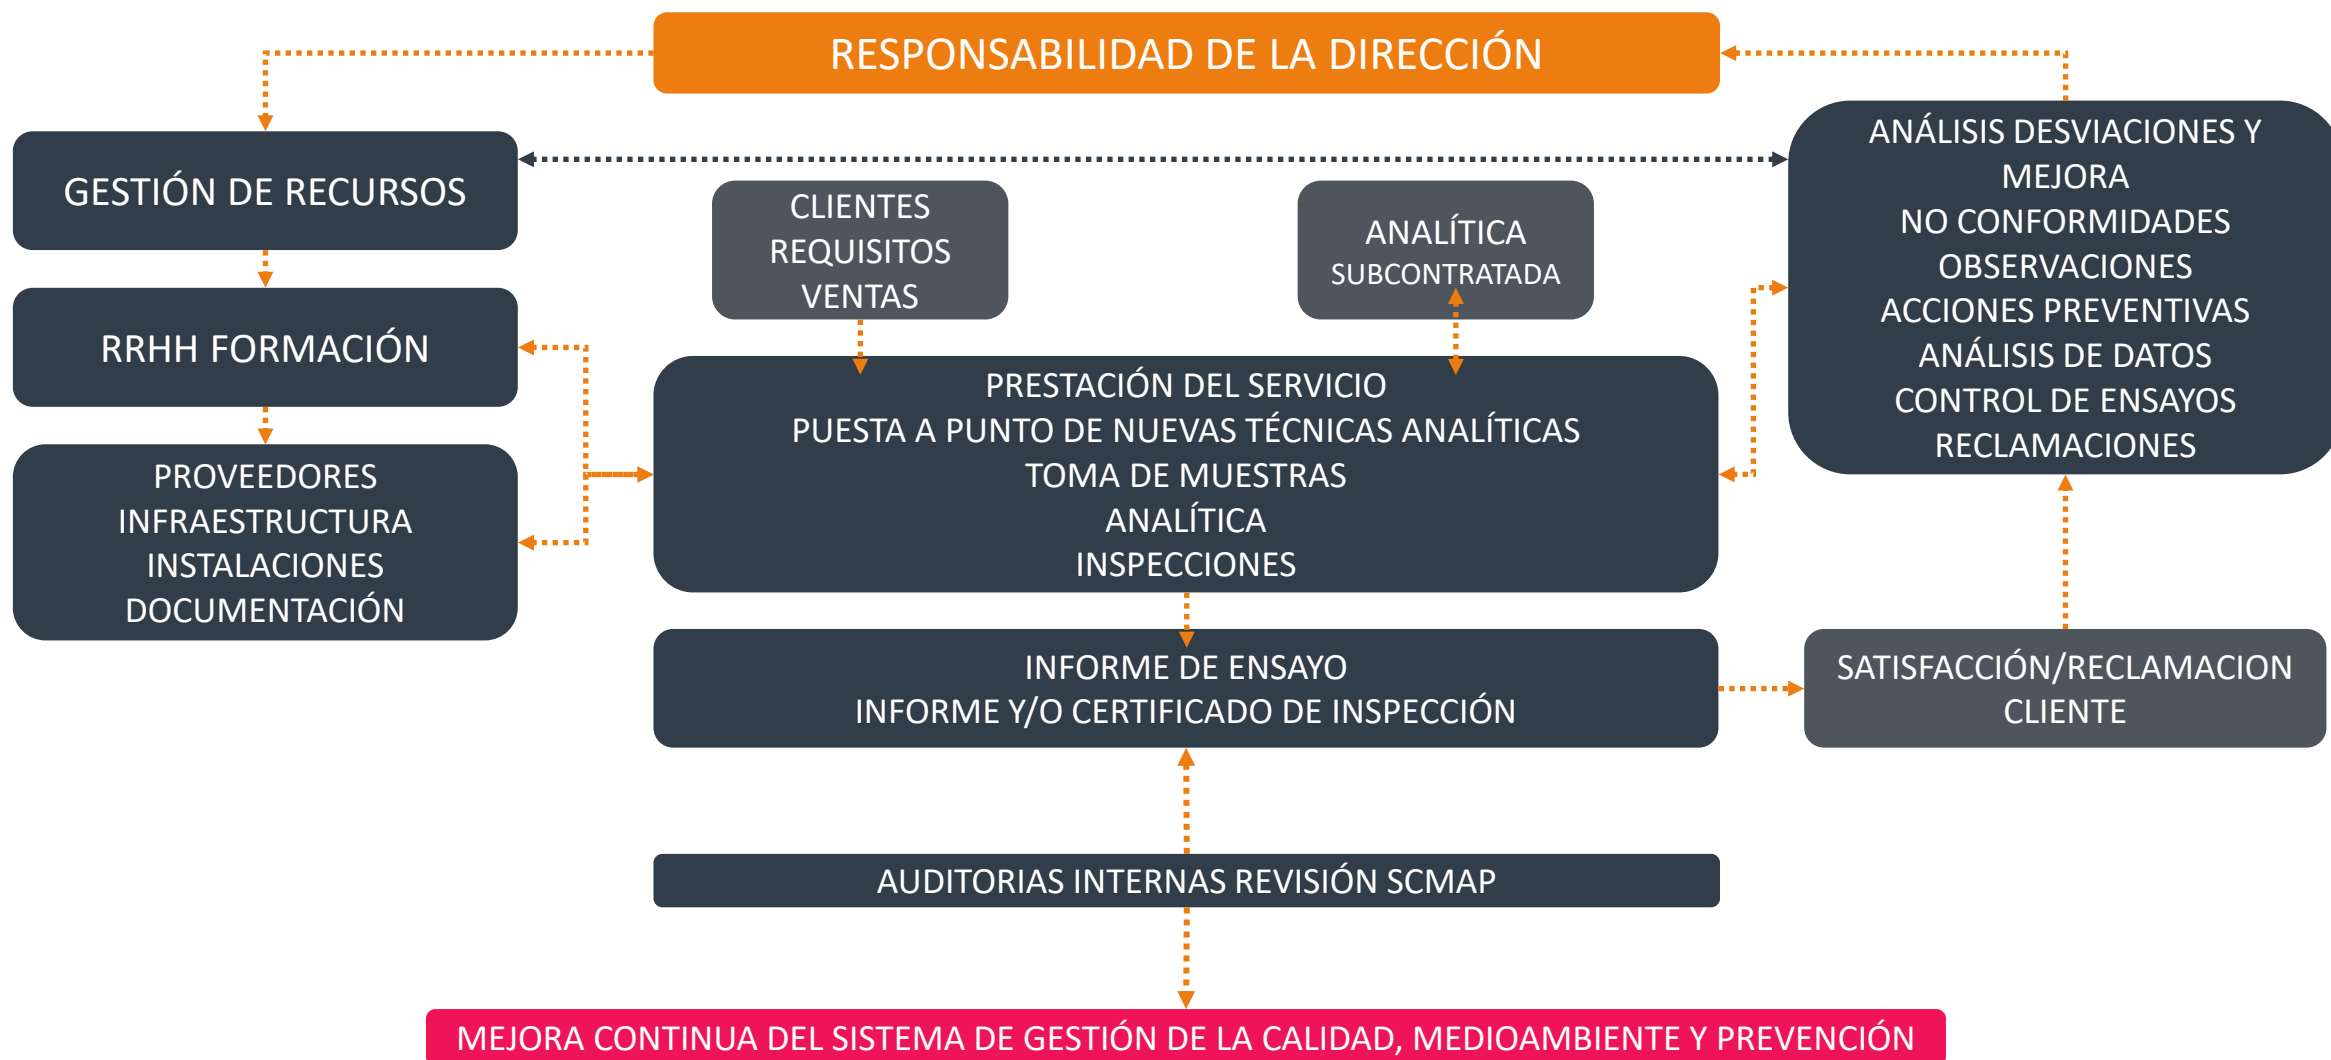 RESPONSABILIDAD DE LA DIRECCIÓN
GESTIÓN DE RECURSOS
RRHH FORMACIÓN
PROVEEDORES
INFRAESTRUCTURA
INSTALACIONES
DOCUMENTACIÓN
CLIENTES
REQUISITOS
VENTAS
ANALÍTICA
SUBCONTRATADA
PRESTACIÓN DEL SERVICIO
PUESTA A PUNTO DE NUEVAS TÉCNICAS ANALÍTICAS
TOMA DE MUESTRAS
ANALÍTICA
INSPECCIONES
ANÁLISIS DESVIACIONES Y
MEJORA
NO CONFORMIDADES
OBSERVACIONES
ACCIONES PREVENTIVAS
ANÁLISIS DE DATOS
CONTROL DE ENSAYOS
RECLAMACIONES
INFORME DE ENSAYO
INFORME Y/O CERTIFICADO DE INSPECCIÓN
SATISFACCIÓN/RECLAMACION
CLIENTE
AUDITORIAS INTERNAS REVISIÓN SCMAP
MEJORA CONTINUA DEL SISTEMA DE GESTIÓN DE LA CALIDAD, MEDIOAMBIENTE Y PREVENCIÓN